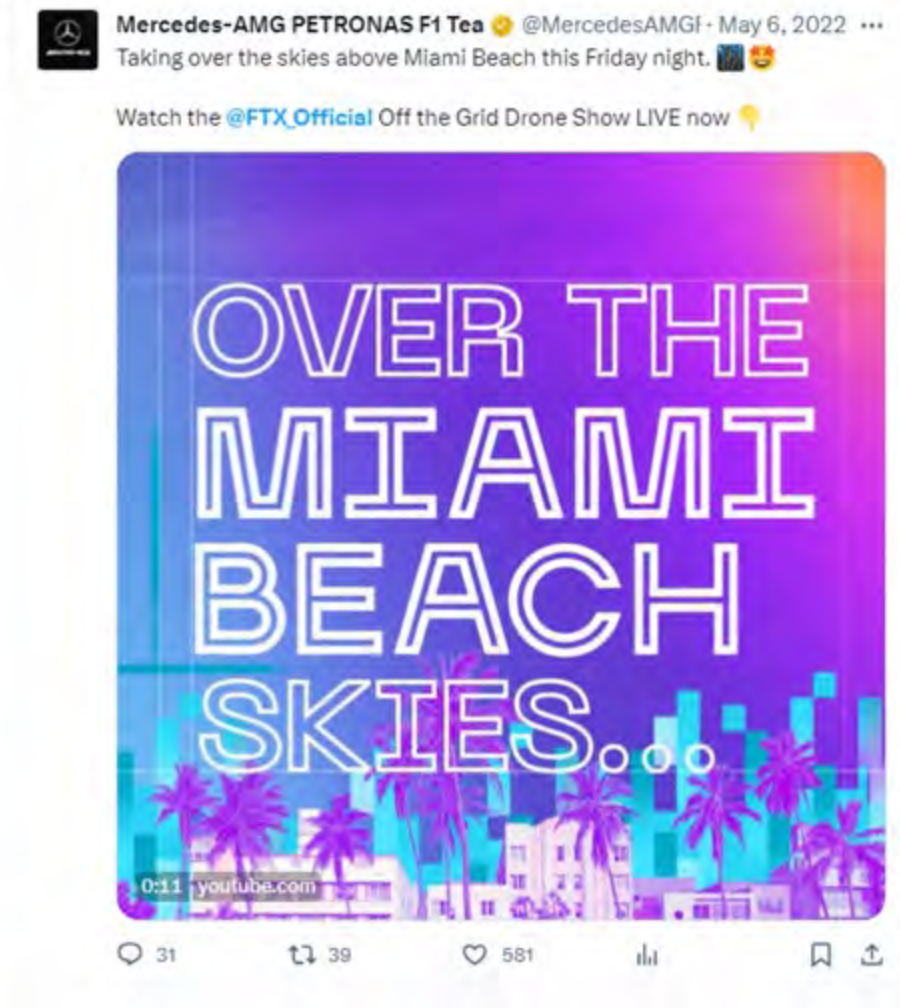 Mercedes-AMG PETRONAS F1 Tea @MercedesAMGF · May 6, 2022
Taking over the skies above Miami Beach this Friday night.
Watch the @FTX_Official Off the Grid Drone Show LIVE now
OVER THE
MIAMI
BEACH
SKIES...
0:11 youtube.com
31 39 581